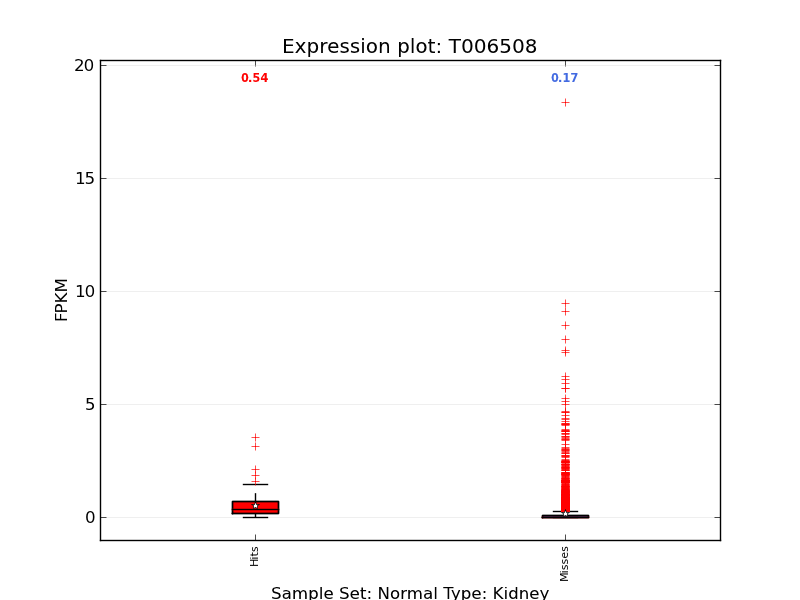 Expression plot: T006508
20
0.54
0.17
15
10
FPKM
5
0
Hits
Misses
Sample Set: Normal Type: Kidney